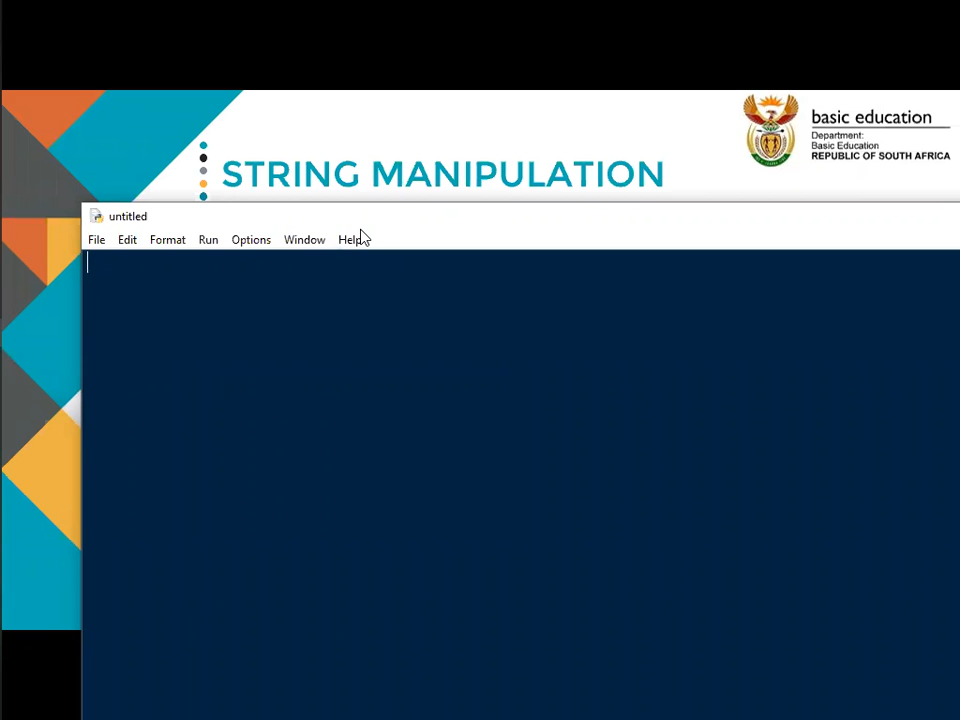 basic education
Department:
Basic Education
REPUBLIC OF SOUTH AFRICA
STRING MANIPULATION
untitled
File Edit Format Run Options Window Help